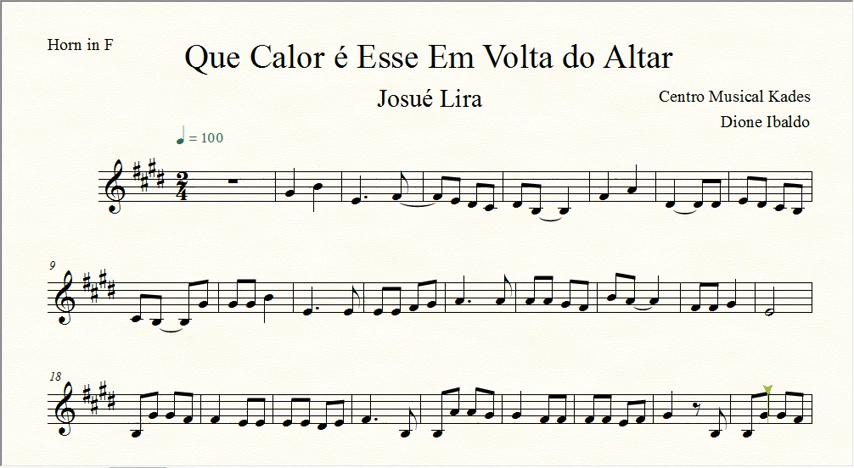 Horn in F
Que Calor é Esse Em Volta do Altar
Josué Lira
Centro Musical Kades
Dione Ibaldo
= 100
2
4
9
18